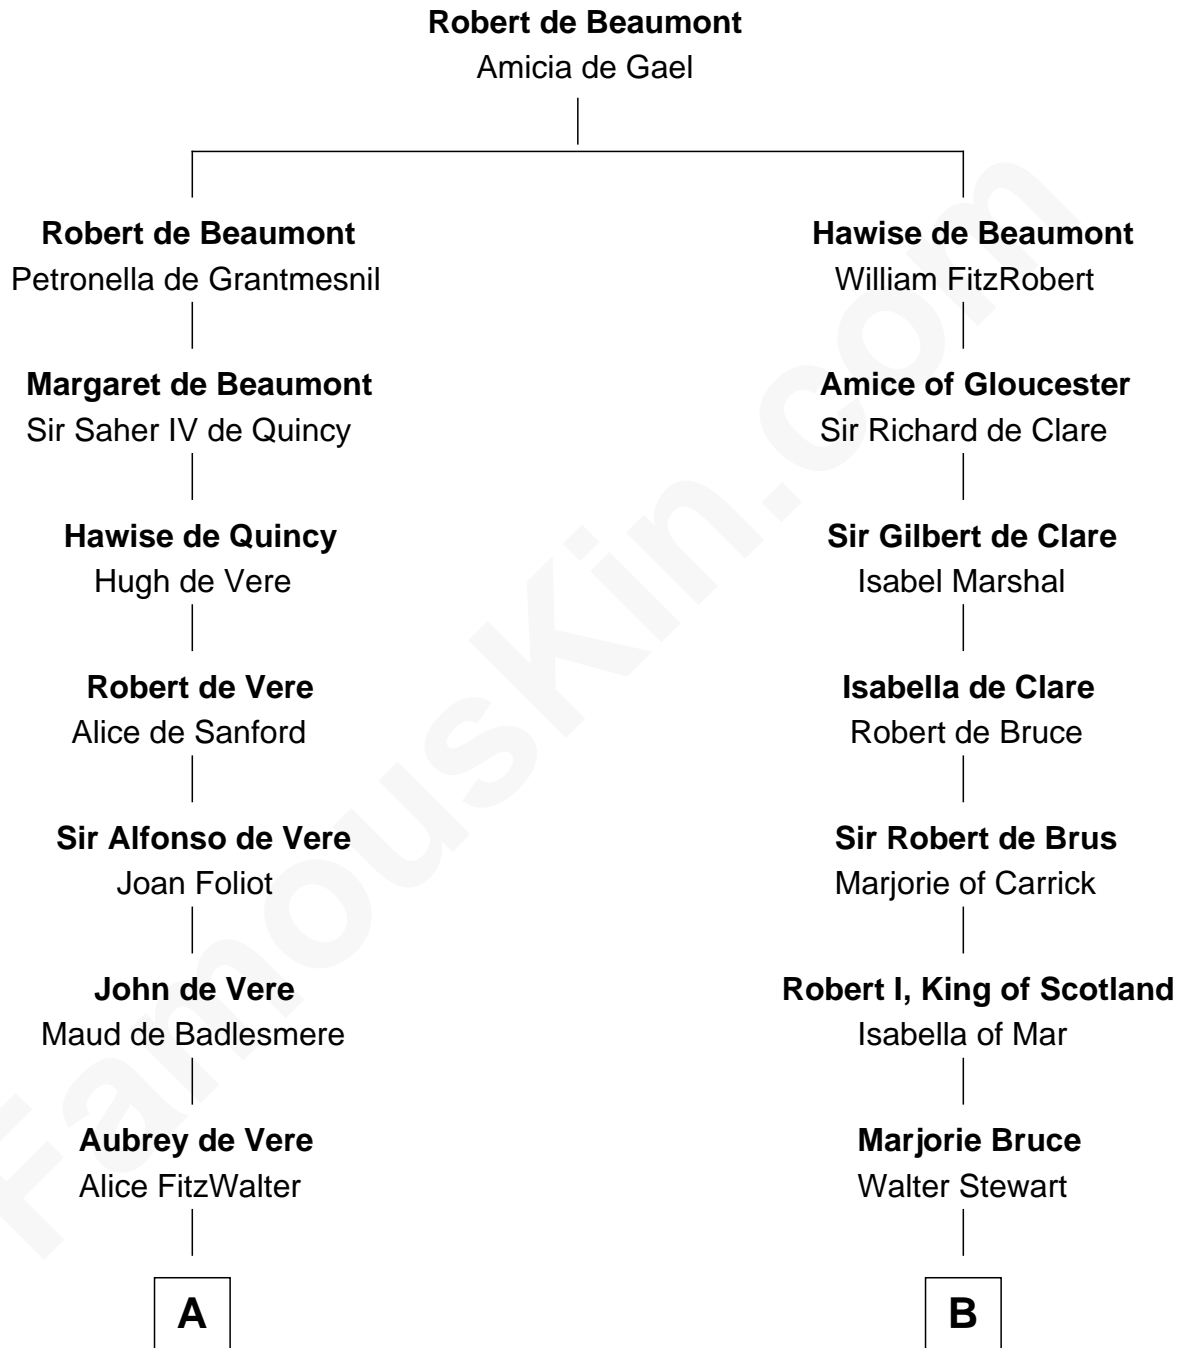 Robert de Beaumont
Amicia de Gael
Robert de Beaumont
Petronella de Grantmesnil
Hawise de Beaumont
William FitzRobert
Margaret de Beaumont
Sir Saher IV de Quincy
Amice of Gloucester
Sir Richard de Clare
Hawise de Quincy
Hugh de Vere
Sir Gilbert de Clare
Isabel Marshal
Robert de Vere
Alice de Sanford
Isabella de Clare
Robert de Bruce
Sir Alfonso de Vere
Joan Foliot
Sir Robert de Brus
Marjorie of Carrick
John de Vere
Maud de Badlesmere
Robert I, King of Scotland
Isabella of Mar
Aubrey de Vere
Alice FitzWalter
Marjorie Bruce
Walter Stewart
A
B
FamousKin.com